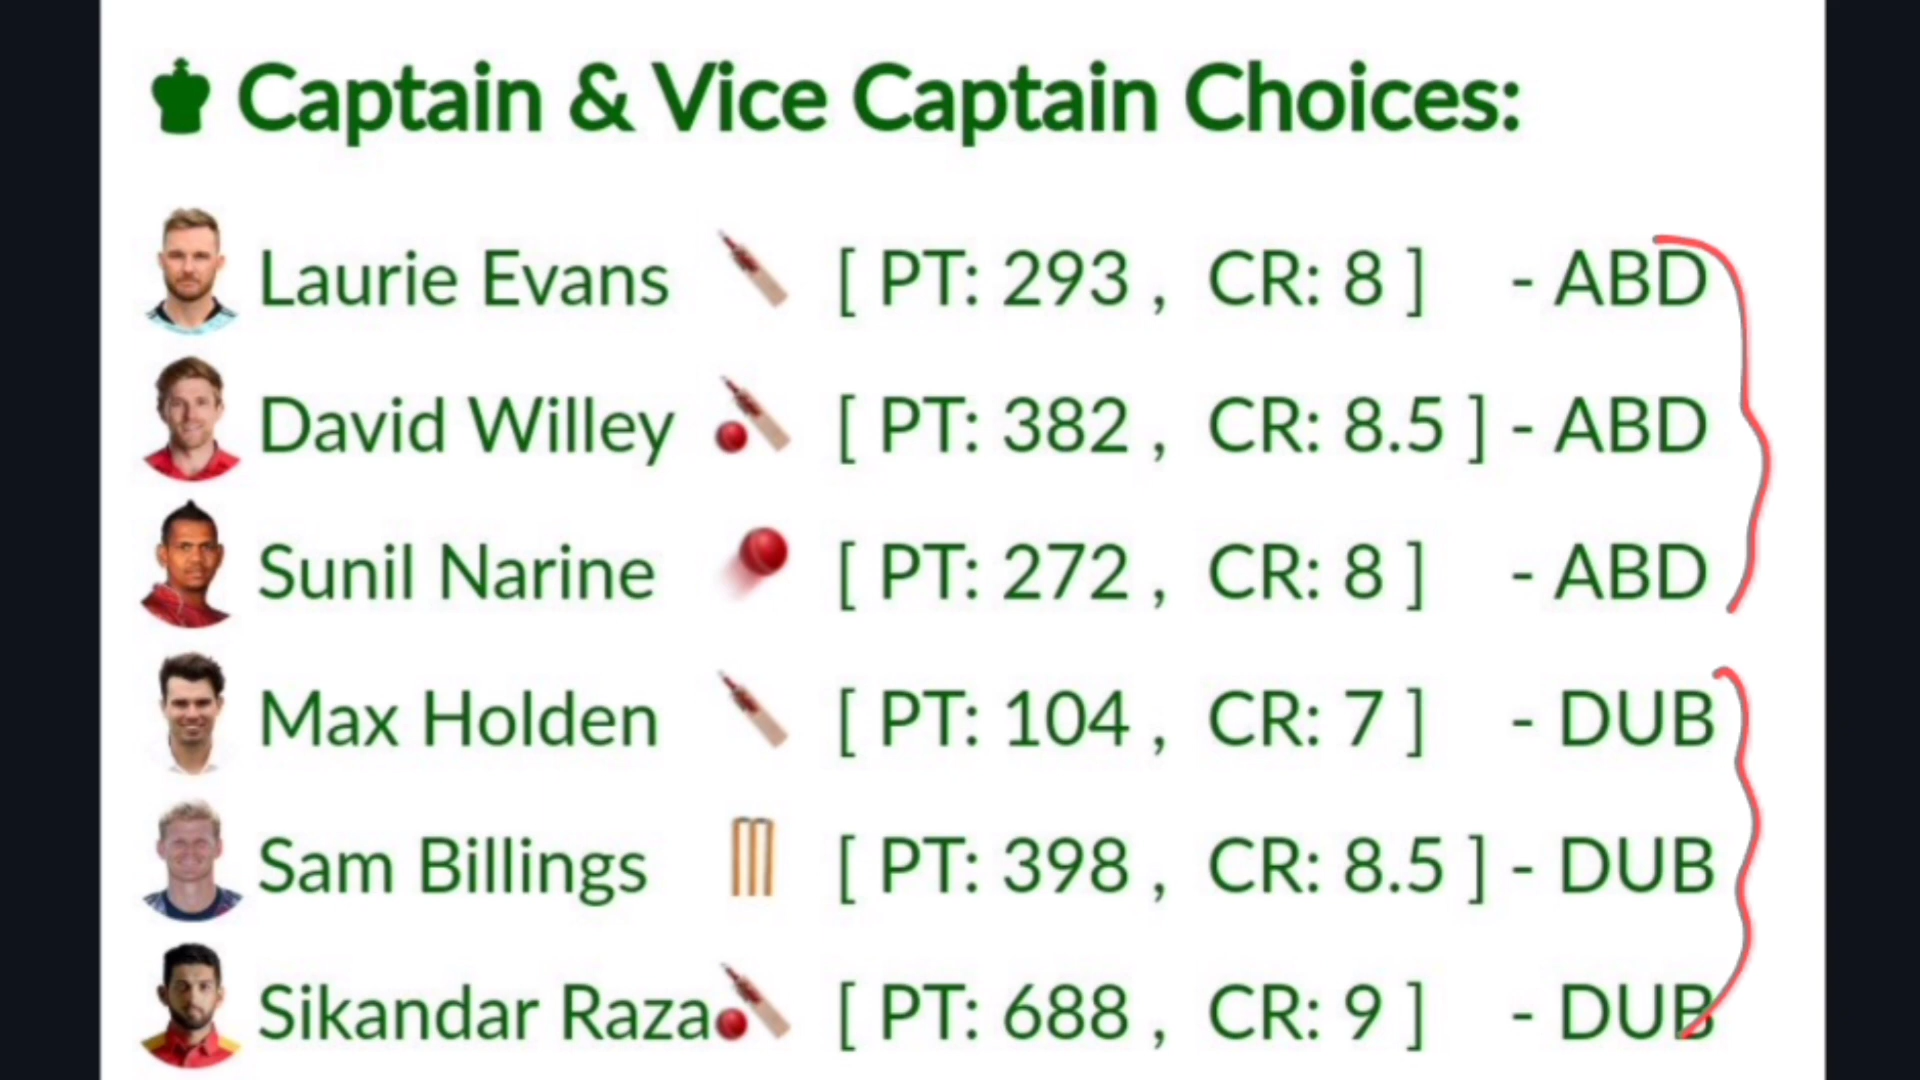 Captain & Vice Captain Choices:
Laurie Evans [ PT: 293 , CR: 8 ] - ABD
David Willey [ PT: 382 , CR: 8.5 ] - ABD
Sunil Narine [ PT: 272 , CR: 8 ] - ABD
Max Holden [ PT: 104 , CR: 7 ] - DUB
Sam Billings [ PT: 398 , CR: 8.5 ] - DUB
Sikandar Raza [ PT: 688 , CR: 9 ] - DUB